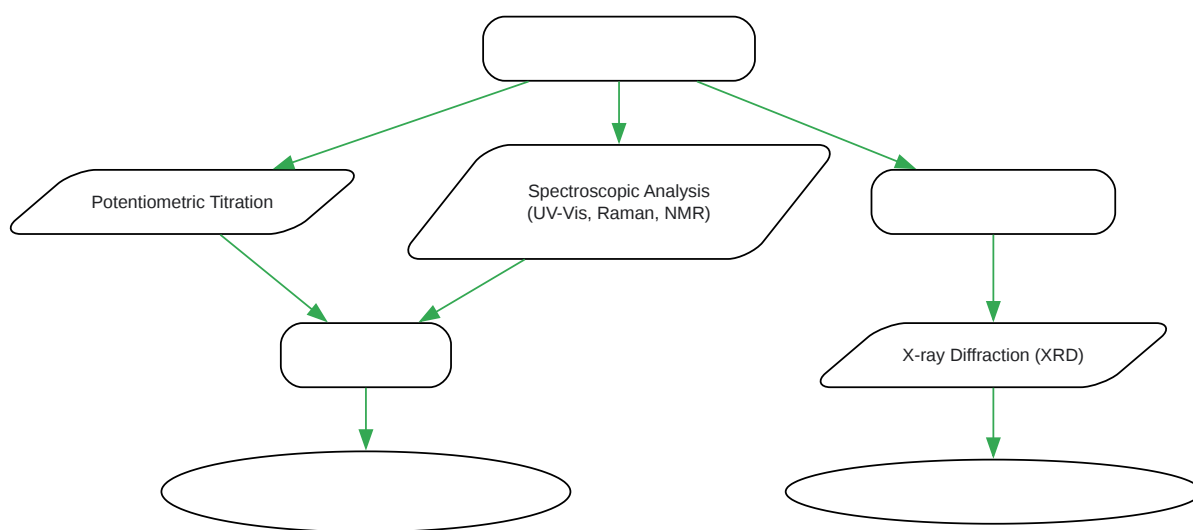 Potentiometric Titration
Spectroscopic Analysis
(UV-Vis, Raman, NMR)
X-ray Diffraction (XRD)